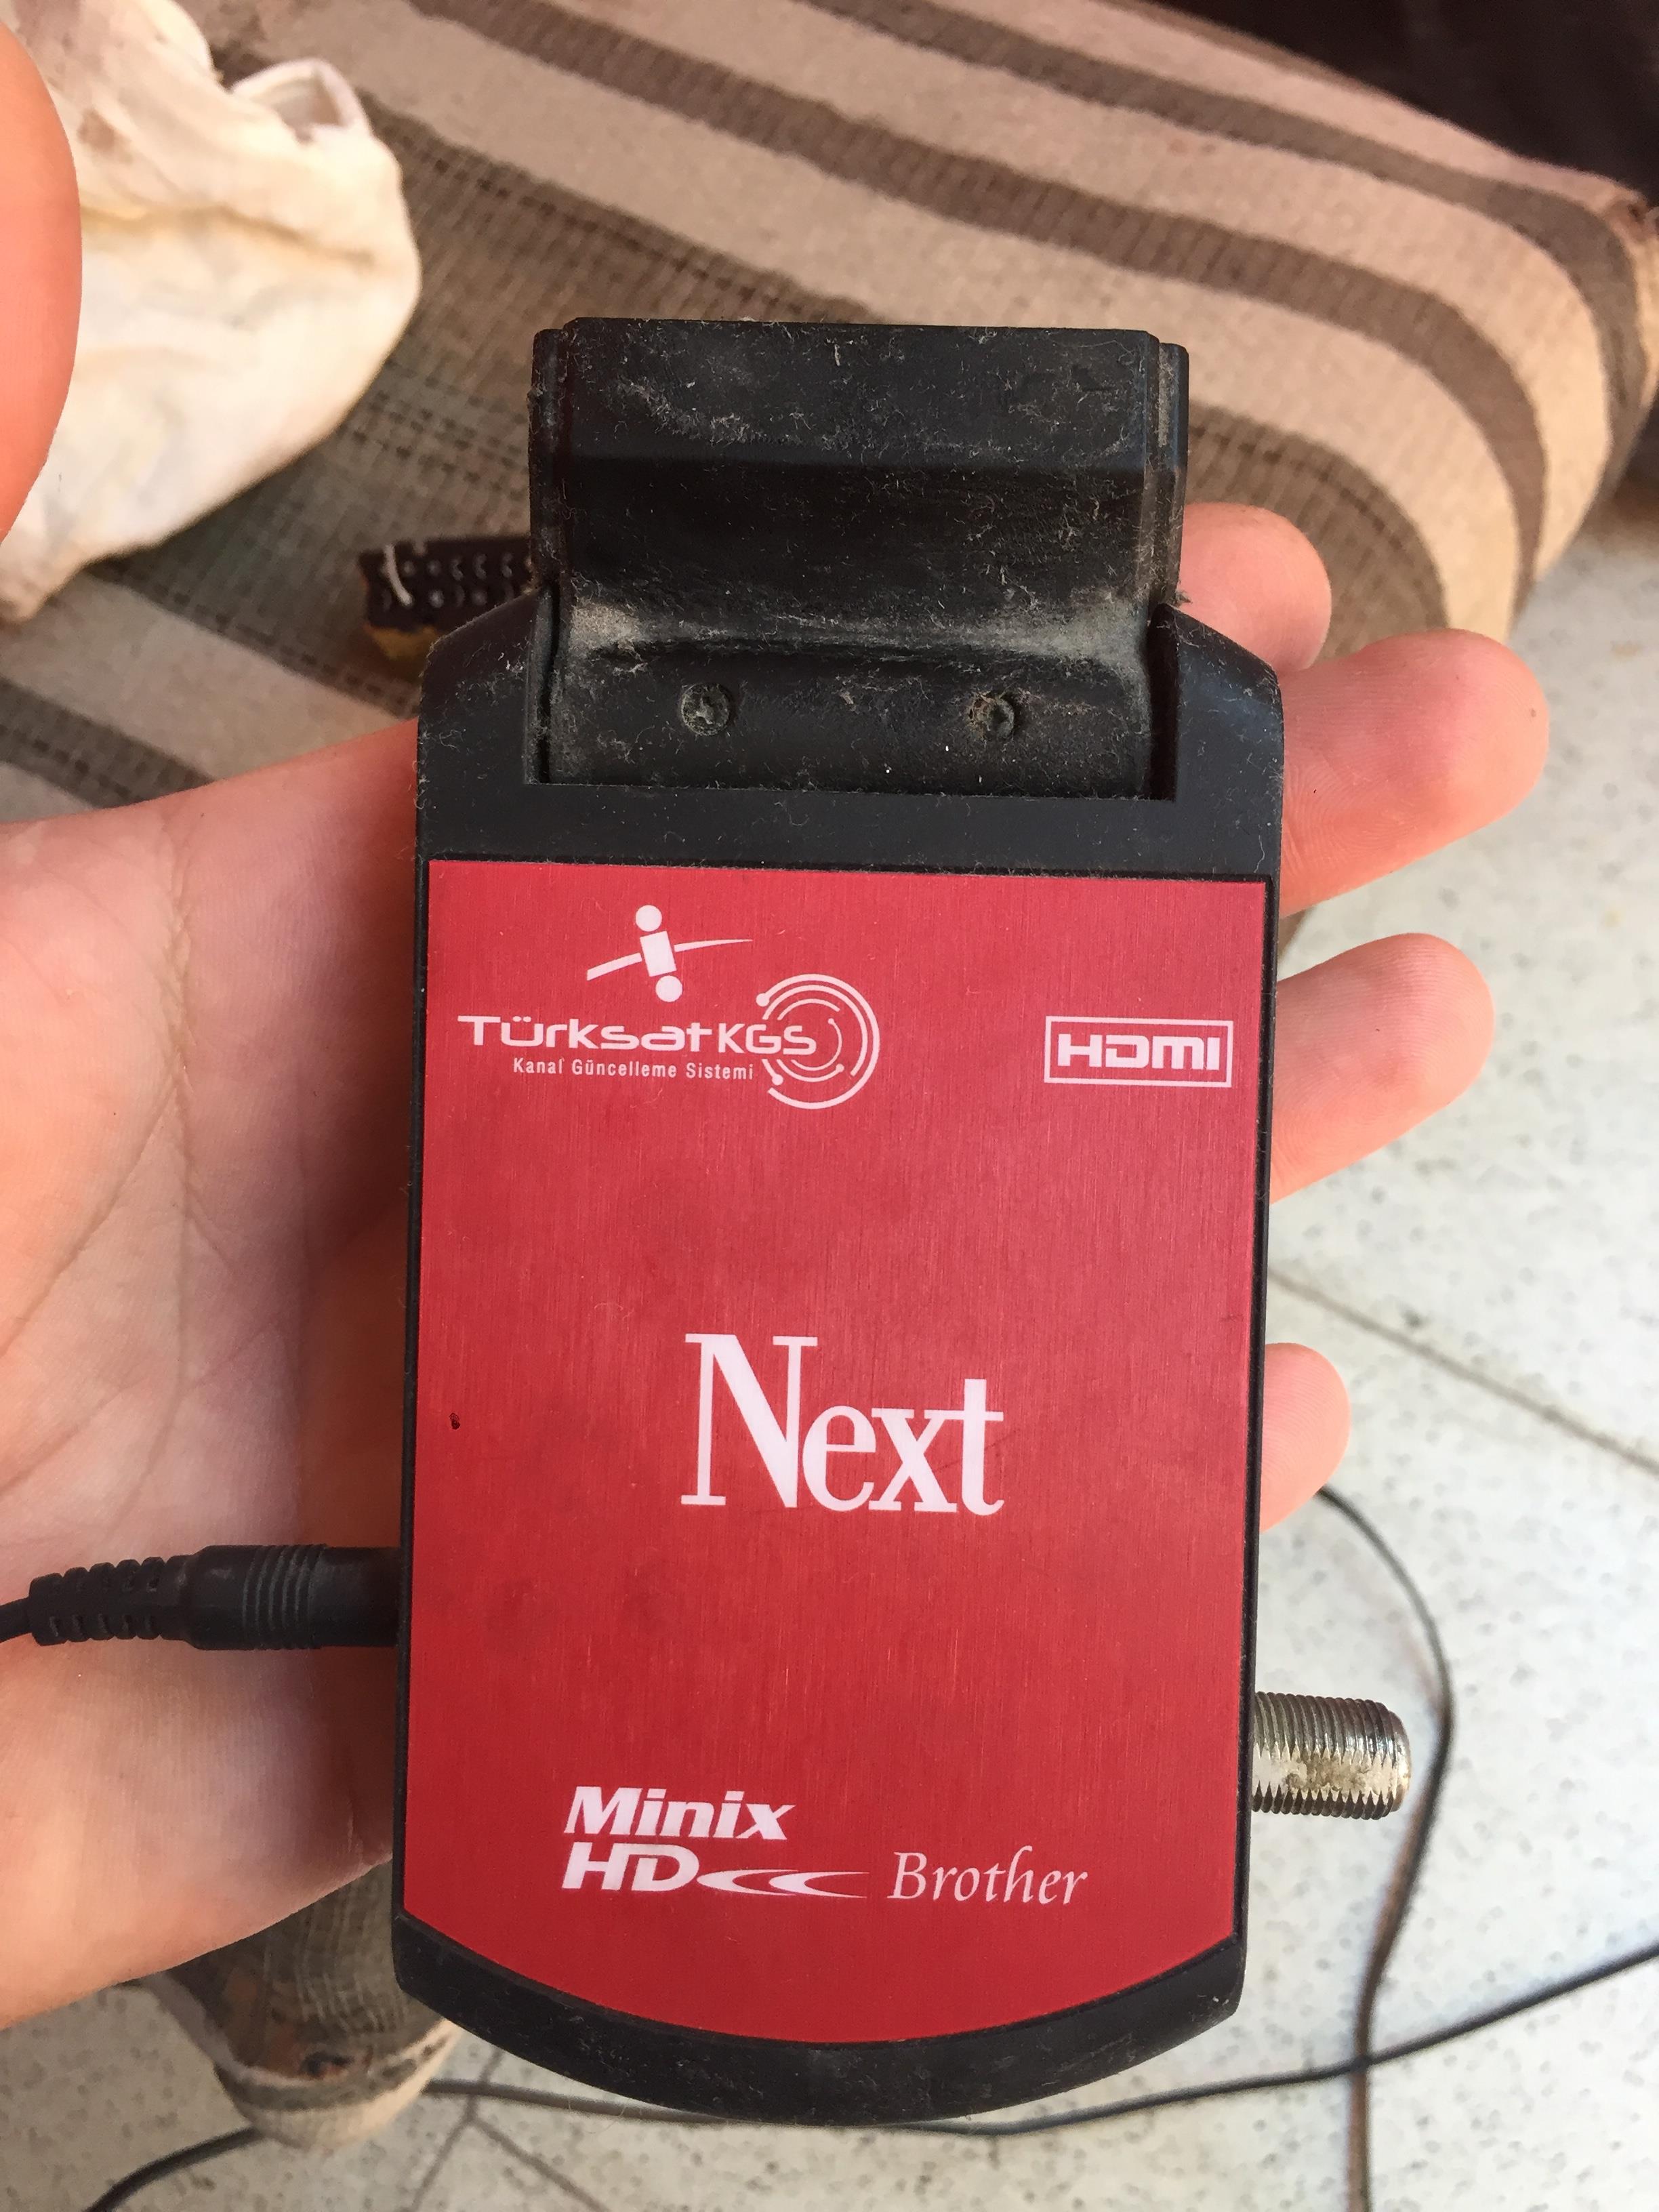 TürksatKGS
Kanal Güncelleme Sistemi
HDMI
Next
Minix
HD Brother